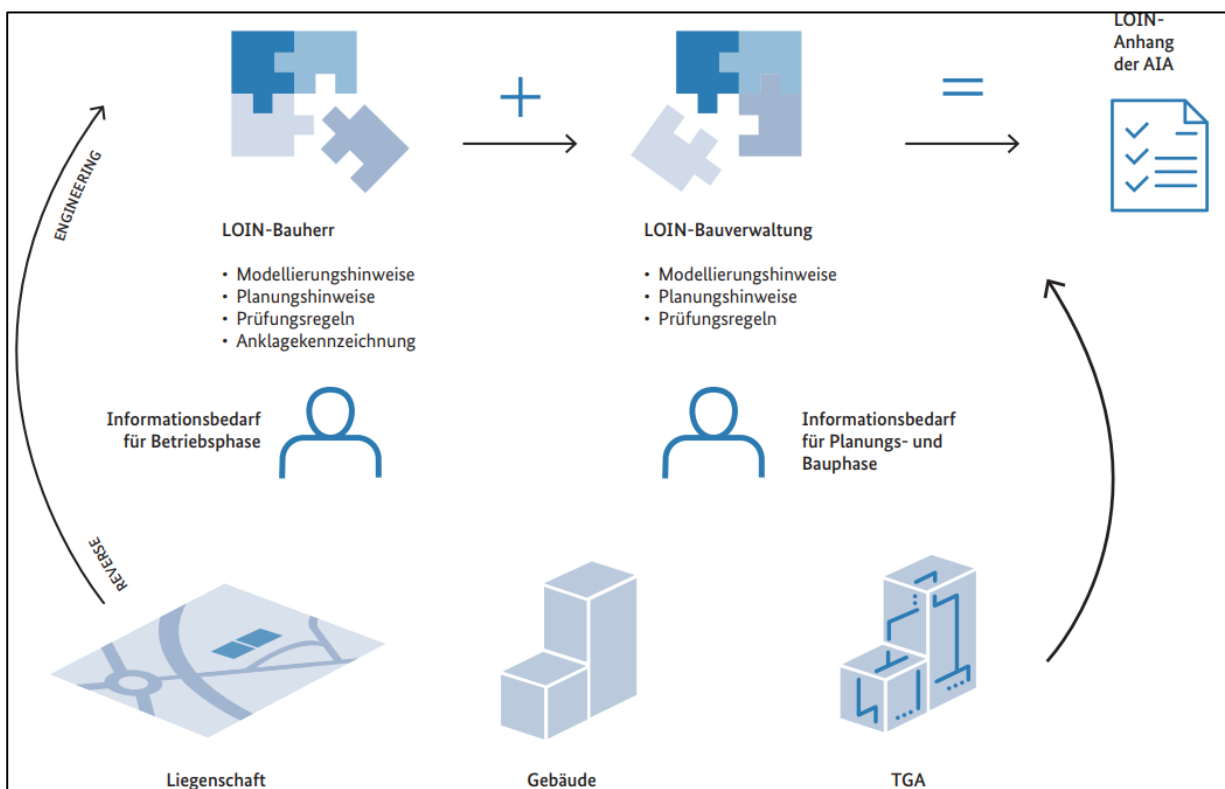 LOIN-
Anhang
der AIA
ENGINEERING
REVERSE
LOIN-Bauherr
• Modellierungshinweise
• Planungshinweise
• Prüfungsregeln
• Anklagekennzeichnung
LOIN-Bauverwaltung
• Modellierungshinweise
• Planungshinweise
• Prüfungsregeln
Informationsbedarf
für Betriebsphase
Informationsbedarf
für Planungs- und
Bauphase
Liegenschaft
Gebäude
TGA